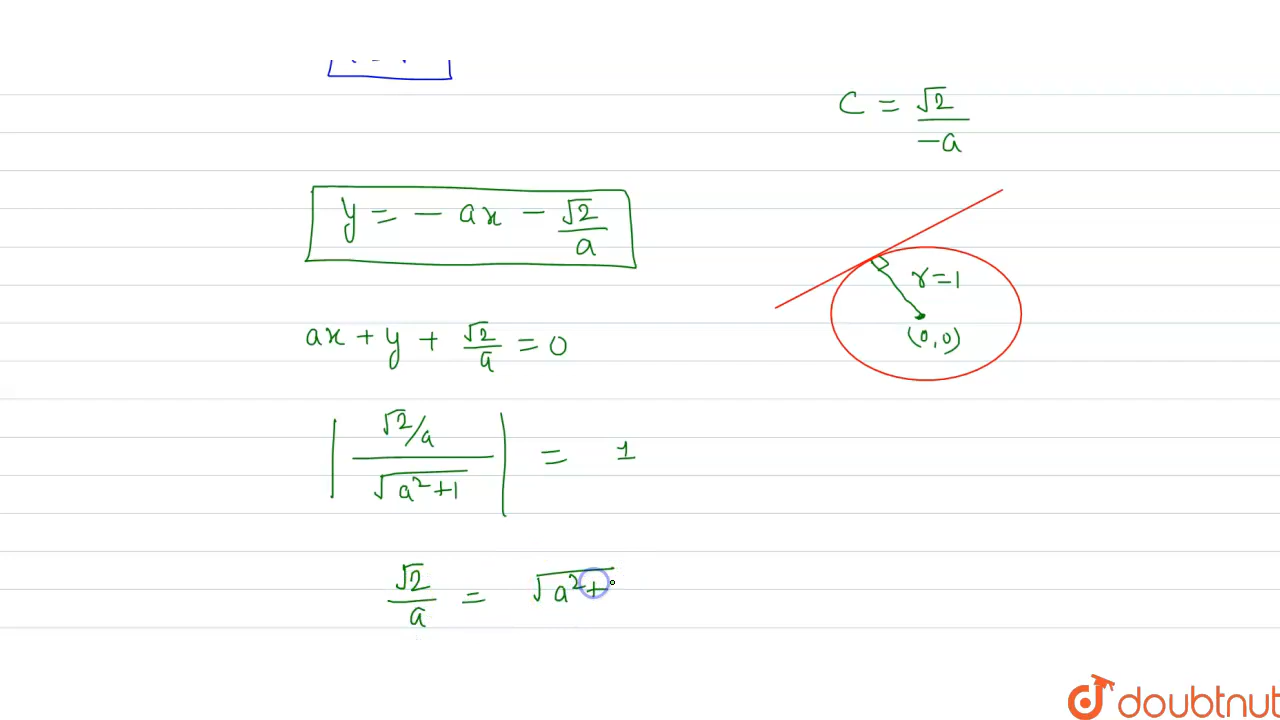 C = √2/-a
y = - ax - √2/a
r=1
(0,0)
ax + y + √2/a = 0
| √2/a / √a²+1 | = 1
√2/a = √a²+
doubtnut